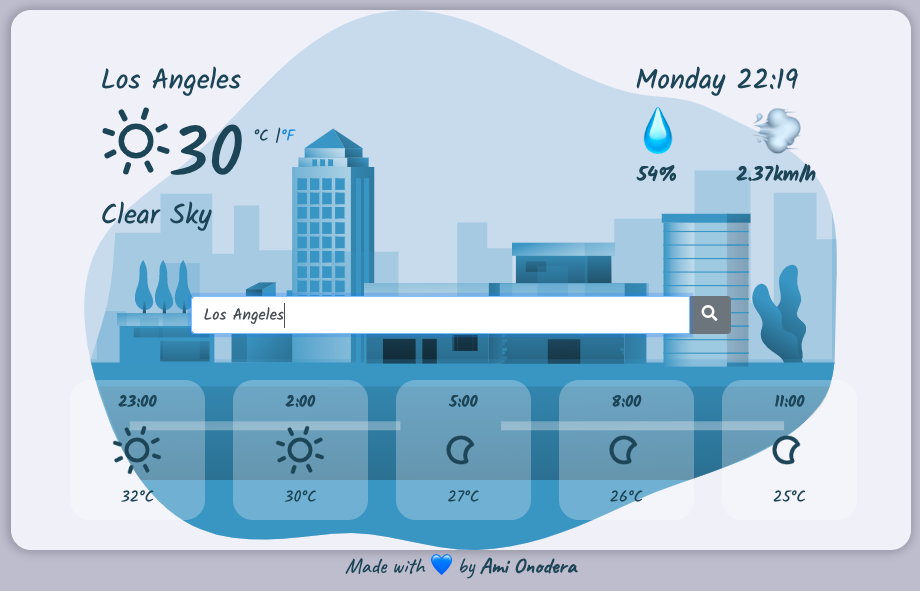 Los Angeles
Monday 22:19
30 °C |°F
54% 2.37km/h
Clear Sky
Los Angeles
23:00 2:00 5:00 8:00 11:00
32°C 30°C 27°C 26°C 25°C
Made with 💙 by Ami Onodera